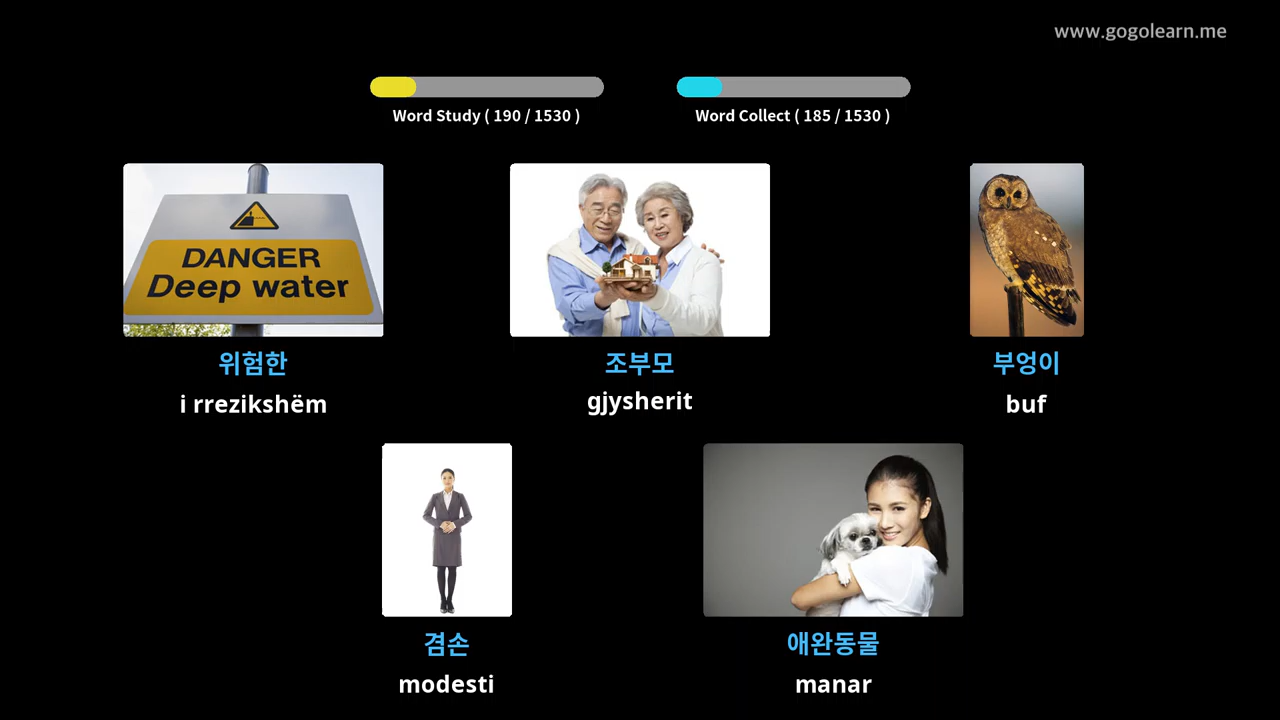 www.gogolearn.me
Word Study ( 190 / 1530 )
Word Collect ( 185 / 1530 )
DANGER
Deep water
위험한
i rrezikshëm
조부모
gjysherit
부엉이
buf
겸손
modesti
애완동물
manar